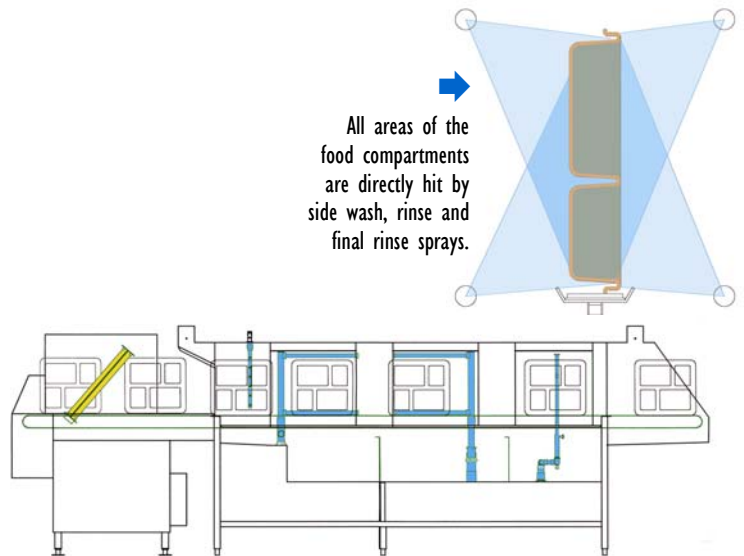 All areas of the
food compartments
are directly hit by
side wash, rinse and
final rinse sprays.